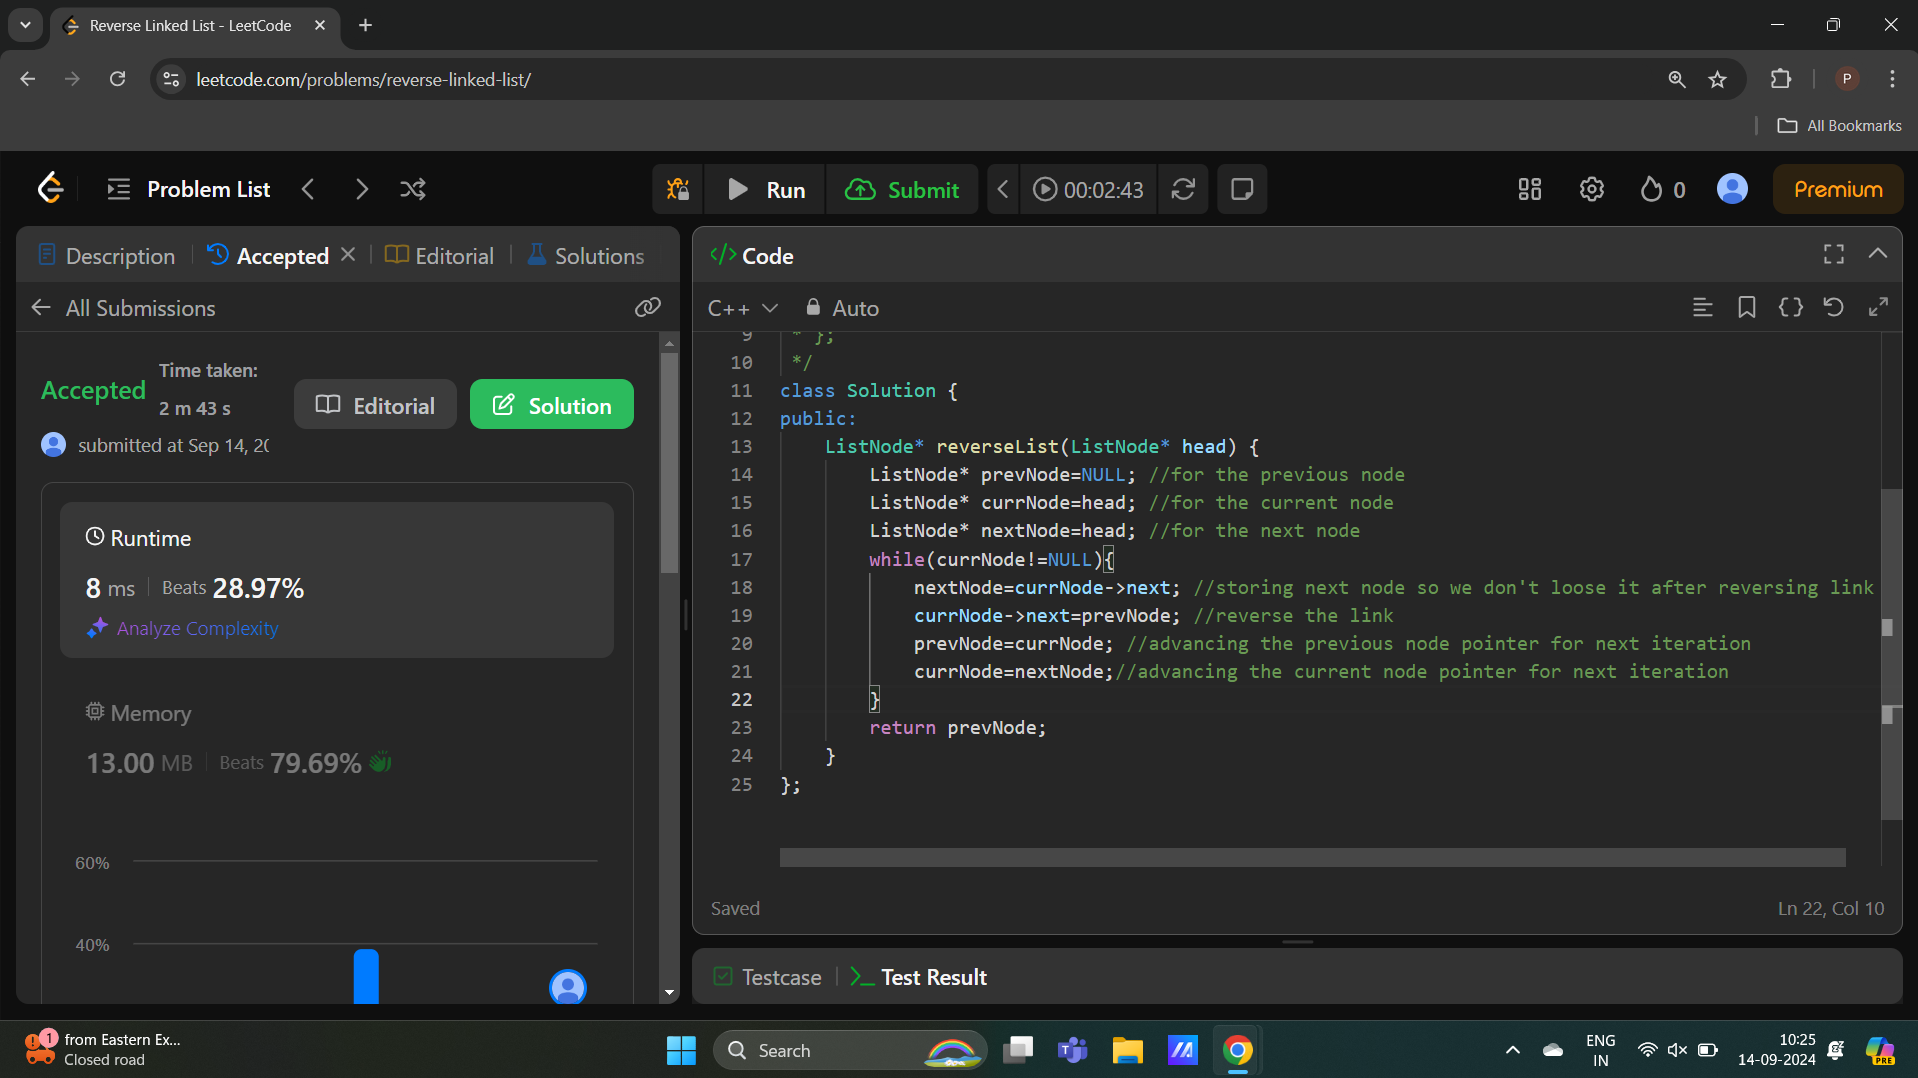 Reverse Linked List - LeetCode
leetcode.com/problems/reverse-linked-list/
P
All Bookmarks
Problem List
Run
Submit
00:02:43
0
Premium
Description
Accepted
Editorial
Solutions
All Submissions
Accepted
Time taken:
2 m 43 s
Editorial
Solution
submitted at Sep 14, 20
Runtime
8 ms
Beats 28.97%
Analyze Complexity
Memory
13.00 MB
Beats 79.69%
60%
40%
</> Code
C++
Auto
9 * };
10 */
11 class Solution {
12 public:
13 ListNode* reverseList(ListNode* head) {
14 ListNode* prevNode=NULL; //for the previous node
15 ListNode* currNode=head; //for the current node
16 ListNode* nextNode=head; //for the next node
17 while(currNode!=NULL){
18 nextNode=currNode->next; //storing next node so we don't loose it after reversing link
19 currNode->next=prevNode; //reverse the link
20 prevNode=currNode; //advancing the previous node pointer for next iteration
21 currNode=nextNode;//advancing the current node pointer for next iteration
22 }
23 return prevNode;
24 }
25 };
Saved
Ln 22, Col 10
Testcase
Test Result
1
from Eastern Ex...
Closed road
Search
ENG
IN
10:25
14-09-2024
PRE